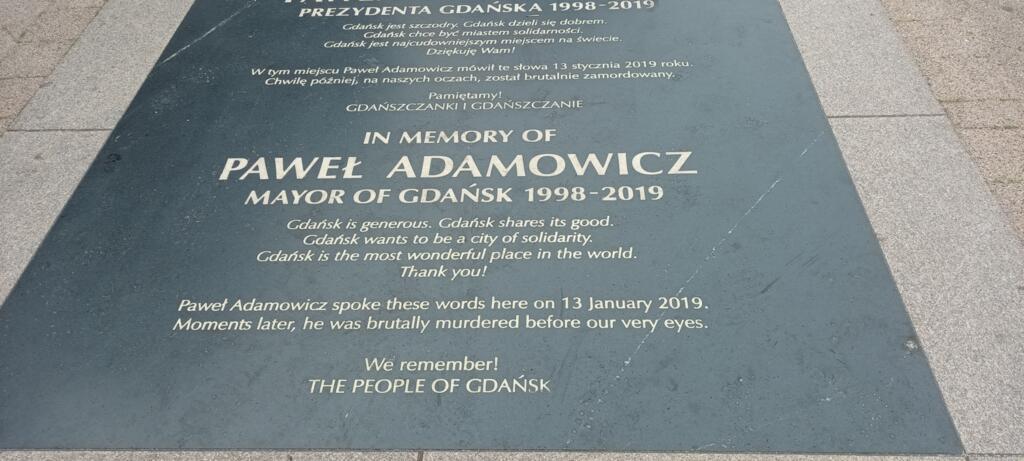 PREZYDENTA GDAŃSKA 1998-2019
Gdańsk jest szczodry. Gdańsk dzieli się dobrem.
Gdańsk chce być miastem solidarności.
Gdańsk jest najcudowniejszym miejscem na świecie.
Dziękuję Wam!
W tym miejscu Paweł Adamowicz mówił te słowa 13 stycznia 2019 roku.
Chwilę później, na naszych oczach, został brutalnie zamordowany.
Pamiętamy!
GDAŃSZCZANKI I GDAŃSZCZANIE
IN MEMORY OF
PAWEŁ ADAMOWICZ
MAYOR OF GDAŃSK 1998-2019
Gdańsk is generous. Gdańsk shares its good.
Gdańsk wants to be a city of solidarity.
Gdańsk is the most wonderful place in the world.
Thank you!
Paweł Adamowicz spoke these words here on 13 January 2019.
Moments later, he was brutally murdered before our very eyes.
We remember!
THE PEOPLE OF GDAŃSK